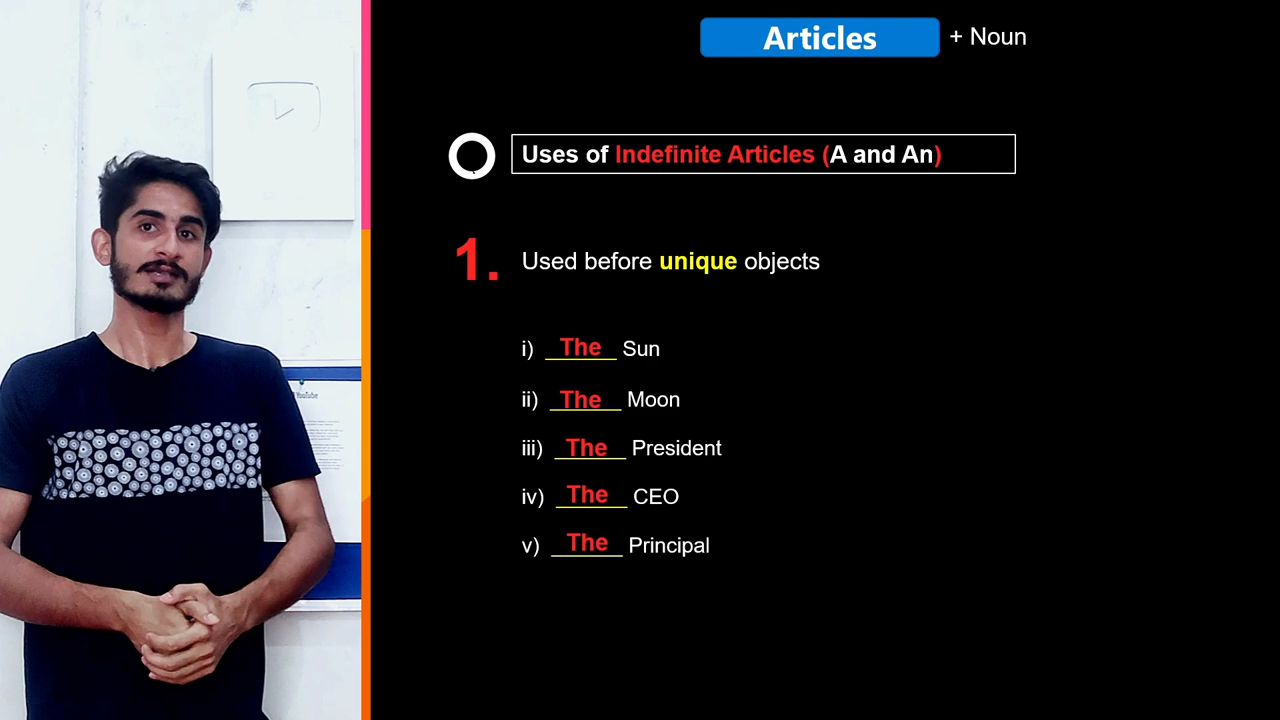 Articles + Noun
Uses of Indefinite Articles (A and An)
1. Used before unique objects
i) The Sun
ii) The Moon
iii) The President
iv) The CEO
v) The Principal
YouTube